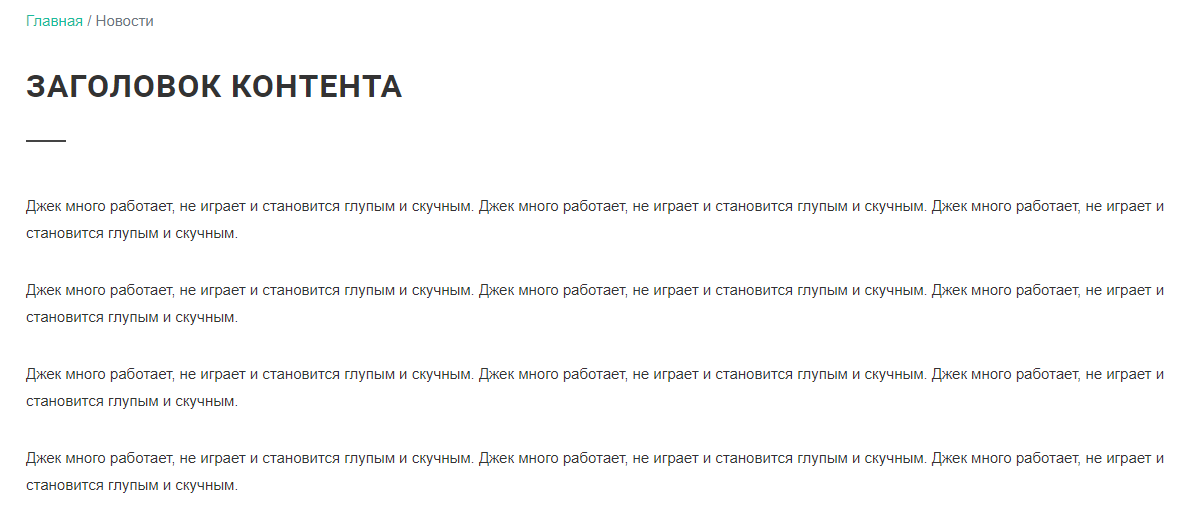 Главная / Новости
ЗАГОЛОВОК КОНТЕНТА
Джек много работает, не играет и становится глупым и скучным. Джек много работает, не играет и становится глупым и скучным. Джек много работает, не играет и
становится глупым и скучным.
Джек много работает, не играет и становится глупым и скучным. Джек много работает, не играет и становится глупым и скучным. Джек много работает, не играет и
становится глупым и скучным.
Джек много работает, не играет и становится глупым и скучным. Джек много работает, не играет и становится глупым и скучным. Джек много работает, не играет и
становится глупым и скучным.
Джек много работает, не играет и становится глупым и скучным. Джек много работает, не играет и становится глупым и скучным. Джек много работает, не играет и
становится глупым и скучным.